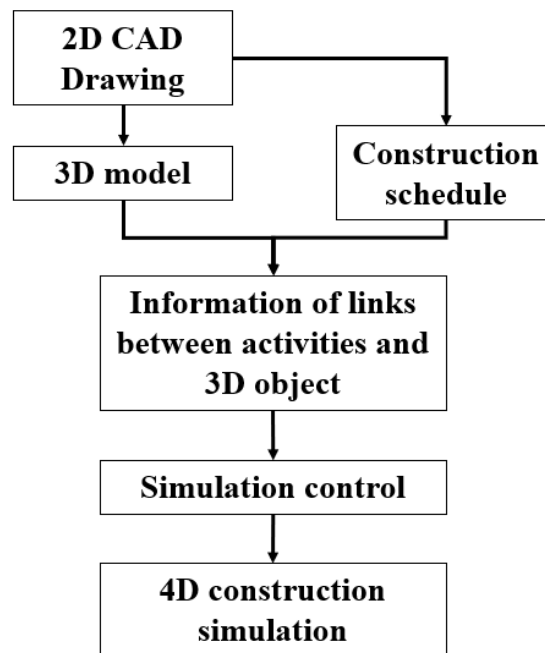 2D CAD
Drawing
3D model
Construction
schedule
Information of links
between activities and
3D object
Simulation control
4D construction
simulation